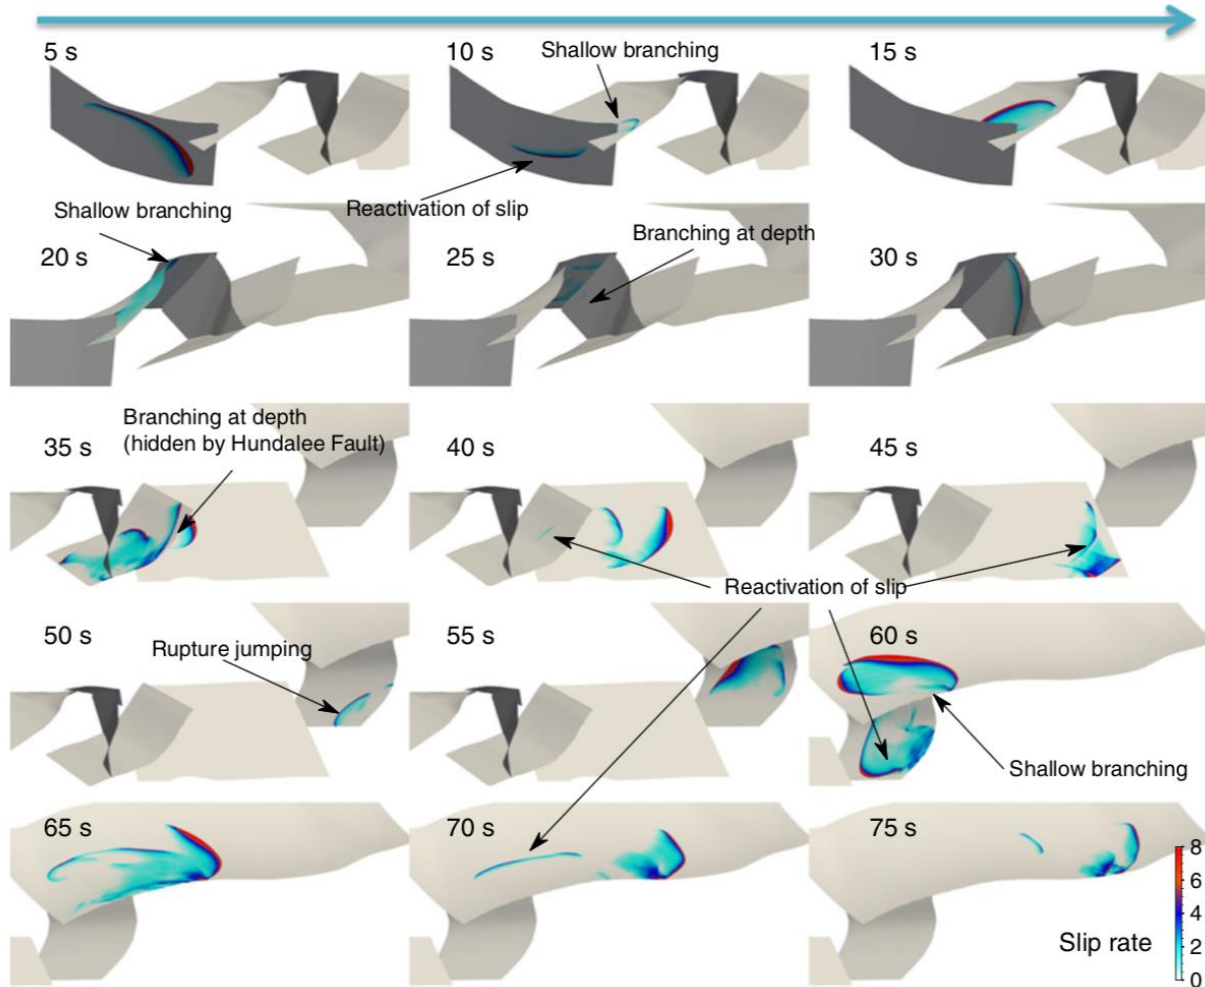 5 s
10 s
Shallow branching
15 s
Reactivation of slip
Shallow branching
20 s
25 s
Branching at depth
30 s
Branching at depth
(hidden by Hundalee Fault)
35 s
40 s
45 s
Reactivation of slip
50 s
Rupture jumping
55 s
60 s
Shallow branching
65 s
70 s
75 s
8
6
4
2
0
Slip rate